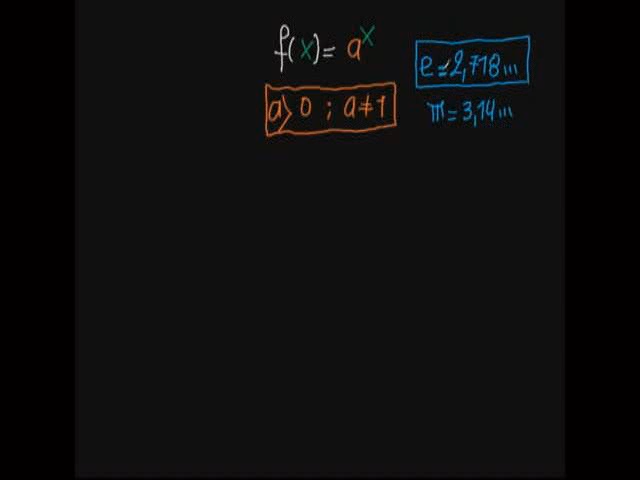 f(x) = a^x
e = 2,718...
a > 0 ; a ≠ 1
π = 3,14...